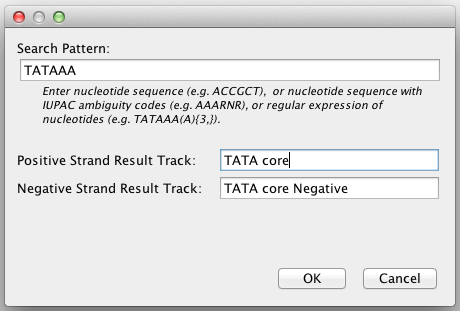 Search Pattern:
TATAAA
Enter nucleotide sequence (e.g. ACCGCT), or nucleotide sequence with
IUPAC ambiguity codes (e.g. AAARNR), or regular expression of
nucleotides (e.g. TATAAA(A){3,}).
Positive Strand Result Track: TATA core
Negative Strand Result Track: TATA core Negative
OK Cancel